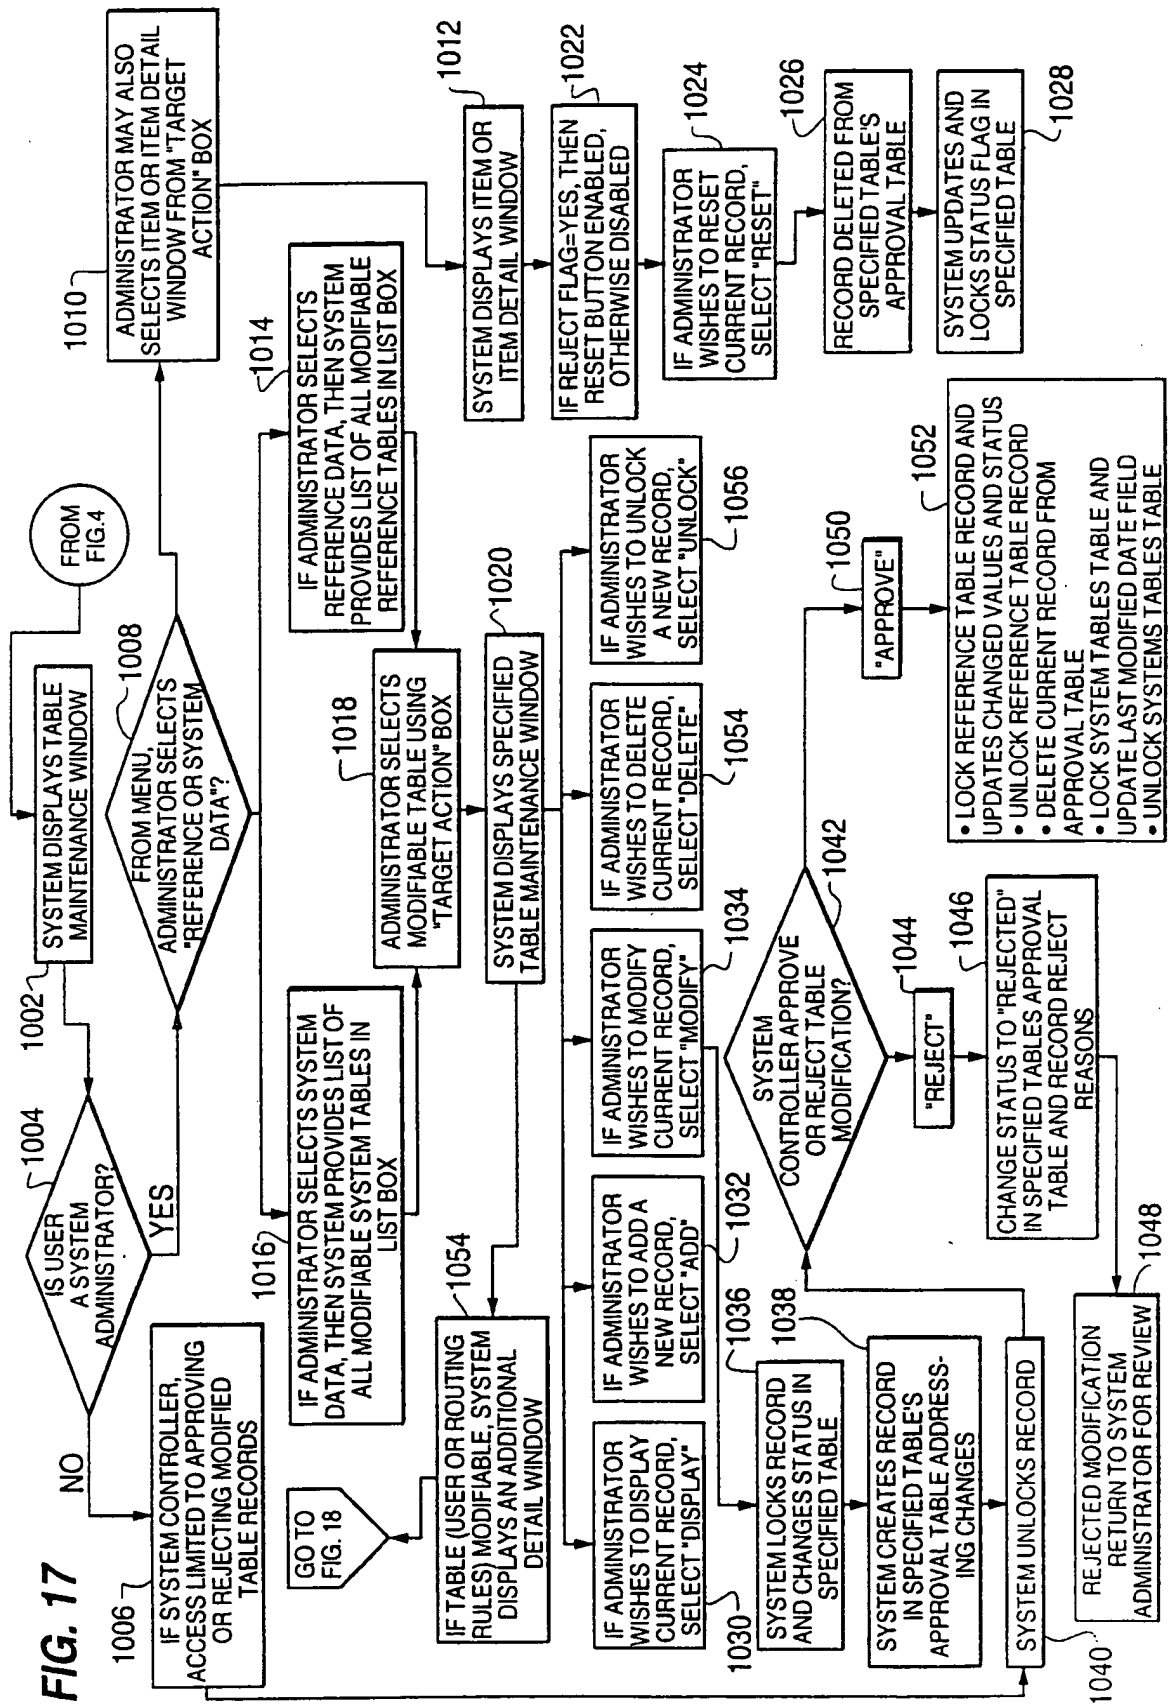 FIG. 17
FROM
FIG.4
1002
SYSTEM DISPLAYS TABLE
MAINTENANCE WINDOW
1004
IS USER
A SYSTEM
ADMINISTRATOR?
NO
YES
1006
IF SYSTEM CONTROLLER,
ACCESS LIMITED TO APPROVING
OR REJECTING MODIFIED
TABLE RECORDS
1008
FROM MENU,
ADMINISTRATOR SELECTS
"REFERENCE OR SYSTEM
DATA"?
1010
ADMINISTRATOR MAY ALSO
SELECTS ITEM OR ITEM DETAIL
WINDOW FROM "TARGET
ACTION" BOX
1012
SYSTEM DISPLAYS ITEM OR
ITEM DETAIL WINDOW
1014
IF ADMINISTRATOR SELECTS
REFERENCE DATA, THEN SYSTEM
PROVIDES LIST OF ALL MODIFIABLE
REFERENCE TABLES IN LIST BOX
1016
IF ADMINISTRATOR SELECTS SYSTEM
DATA, THEN SYSTEM PROVIDES LIST OF
ALL MODIFIABLE SYSTEM TABLES IN
LIST BOX
1018
ADMINISTRATOR SELECTS
MODIFIABLE TABLE USING
"TARGET ACTION" BOX
1020
SYSTEM DISPLAYS SPECIFIED
TABLE MAINTENANCE WINDOW
1022
IF REJECT FLAG=YES, THEN
RESET BUTTON ENABLED,
OTHERWISE DISABLED
1024
IF ADMINISTRATOR
WISHES TO RESET
CURRENT RECORD,
SELECT "RESET"
1026
RECORD DELETED FROM
SPECIFIED TABLE'S
APPROVAL TABLE
1028
SYSTEM UPDATES AND
LOCKS STATUS FLAG IN
SPECIFIED TABLE
GO TO
FIG. 18
1054
IF TABLE (USER OR ROUTING
RULES) MODIFIABLE, SYSTEM
DISPLAYS AN ADDITIONAL
DETAIL WINDOW
IF ADMINISTRATOR
WISHES TO DISPLAY
CURRENT RECORD,
SELECT "DISPLAY"
1030
IF ADMINISTRATOR
WISHES TO ADD A
NEW RECORD,
SELECT "ADD"
1032
IF ADMINISTRATOR
WISHES TO MODIFY
CURRENT RECORD,
SELECT "MODIFY"
1034
IF ADMINISTRATOR
WISHES TO DELETE
CURRENT RECORD,
SELECT "DELETE"
1054
IF ADMINISTRATOR
WISHES TO UNLOCK
A NEW RECORD,
SELECT "UNLOCK"
1056
1036
SYSTEM LOCKS RECORD
AND CHANGES STATUS IN
SPECIFIED TABLE
1038
SYSTEM CREATES RECORD
IN SPECIFIED TABLE'S
APPROVAL TABLE ADDRESS-
ING CHANGES
SYSTEM UNLOCKS RECORD
1040
1042
SYSTEM
CONTROLLER APPROVE
OR REJECT TABLE
MODIFICATION?
1044
"REJECT"
1046
CHANGE STATUS TO "REJECTED"
IN SPECIFIED TABLES APPROVAL
TABLE AND RECORD REJECT
REASONS
1048
REJECTED MODIFICATION
RETURN TO SYSTEM
ADMINISTRATOR FOR REVIEW
1050
"APPROVE"
1052
• LOCK REFERENCE TABLE RECORD AND
UPDATES CHANGED VALUES AND STATUS
• UNLOCK REFERENCE TABLE RECORD
• DELETE CURRENT RECORD FROM
APPROVAL TABLE
• LOCK SYSTEM TABLES TABLE AND
UPDATE LAST MODIFIED DATE FIELD
• UNLOCK SYSTEMS TABLES TABLE